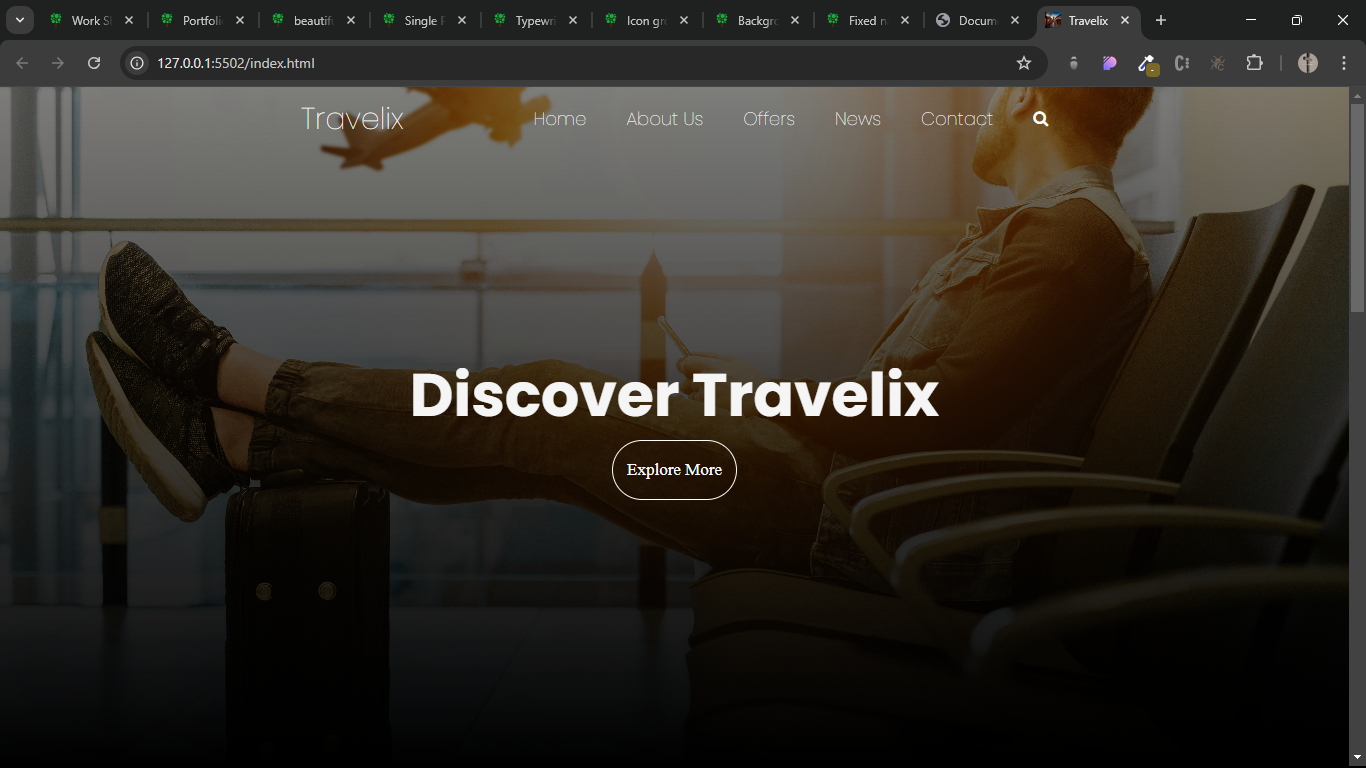 Work S
Portfoli
beautifu
Single P
Typewri
Icon gr
Backgro
Fixed n
Docum
Travelix
127.0.0.1:5502/index.html
Travelix
Home
About Us
Offers
News
Contact
Discover Travelix
Explore More